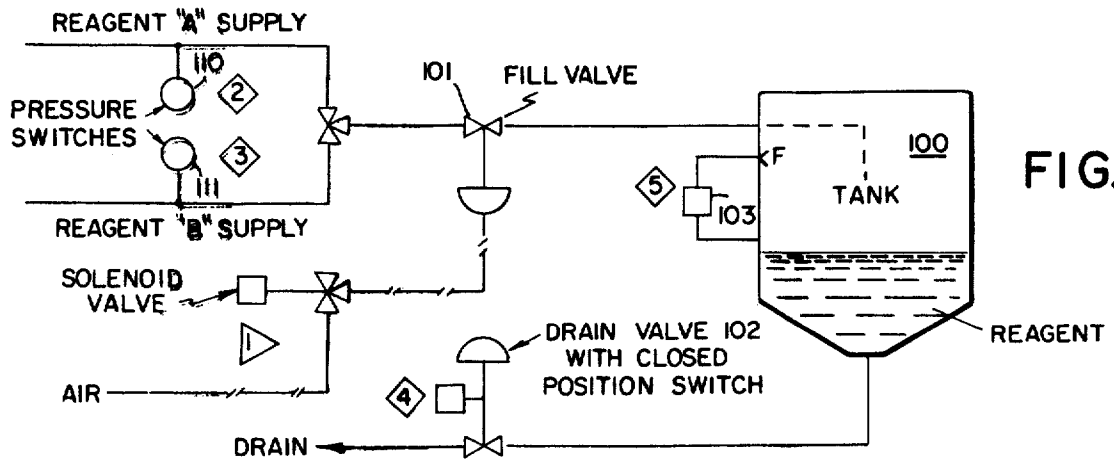 REAGENT "A" SUPPLY
110
2
PRESSURE
SWITCHES
3
111
REAGENT "B" SUPPLY
101
FILL VALVE
100
F
5
103
TANK
FIG.
SOLENOID
VALVE
1
AIR
DRAIN VALVE 102
WITH CLOSED
POSITION SWITCH
4
REAGENT
DRAIN